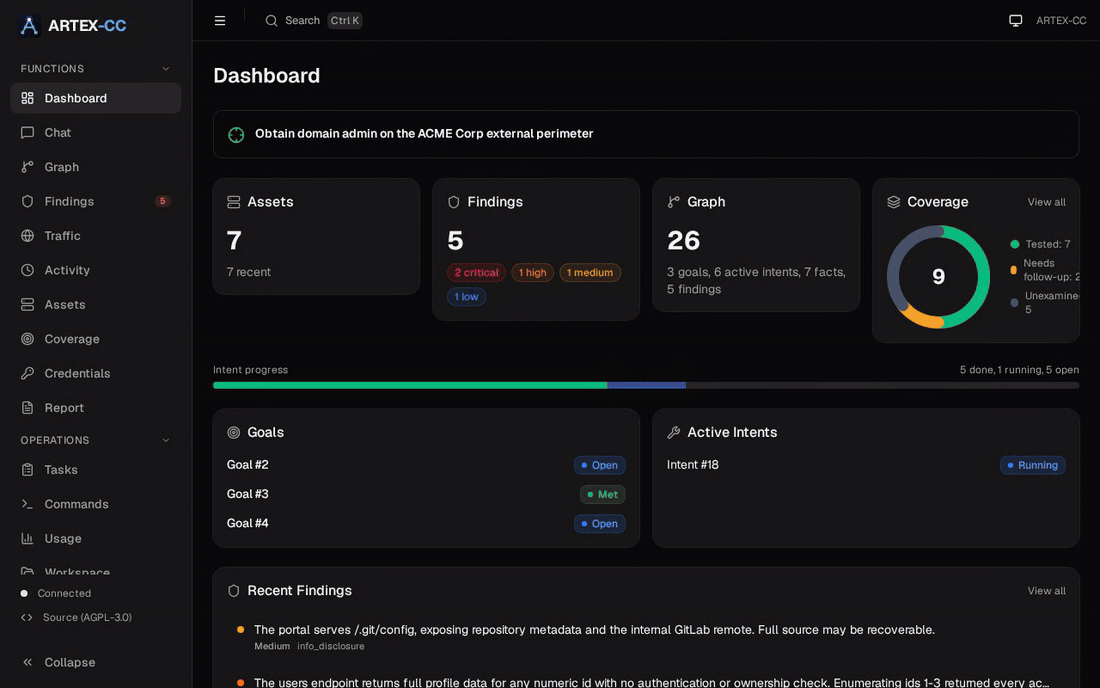 ARTEX-CC
Search Ctrl K
ARTEX-CC
FUNCTIONS
Dashboard
Chat
Graph
Findings 5
Traffic
Activity
Assets
Coverage
Credentials
Report
OPERATIONS
Tasks
Commands
Usage
Workspace
Connected
Source (AGPL-3.0)
Collapse
Dashboard
Obtain domain admin on the ACME Corp external perimeter
Assets
7
7 recent
Findings
5
2 critical 1 high 1 medium
1 low
Graph
26
3 goals, 6 active intents, 7 facts,
5 findings
Coverage View all
9
Tested: 7
Needs
follow-up: 2
Unexamine
5
Intent progress 5 done, 1 running, 5 open
Goals
Goal #2 Open
Goal #3 Met
Goal #4 Open
Active Intents
Intent #18 Running
Recent Findings View all
The portal serves /.git/config, exposing repository metadata and the internal GitLab remote. Full source may be recoverable.
Medium info_disclosure
The users endpoint returns full profile data for any numeric id with no authentication or ownership check. Enumerating ids 1-3 returned every ac...